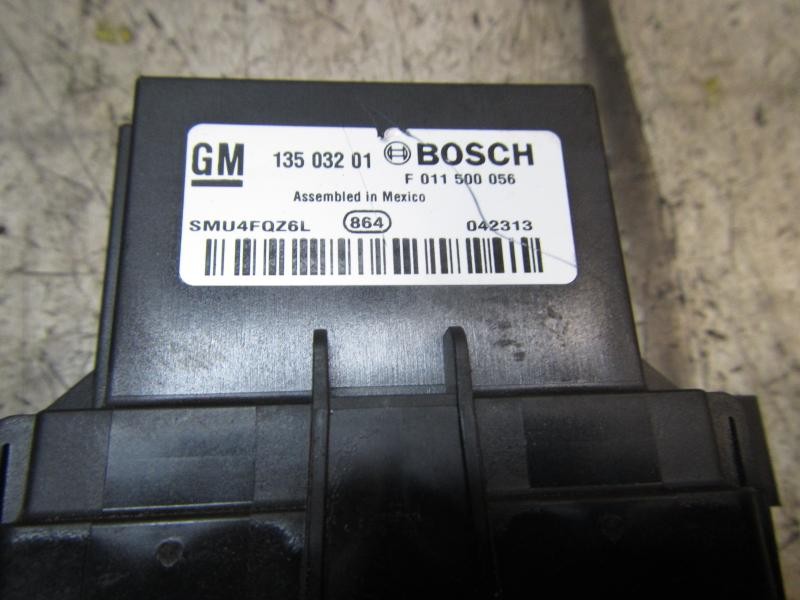 GM 135 032 01 BOSCH
F 011 500 056
Assembled in Mexico
SMU4FQZ6L 864 042313